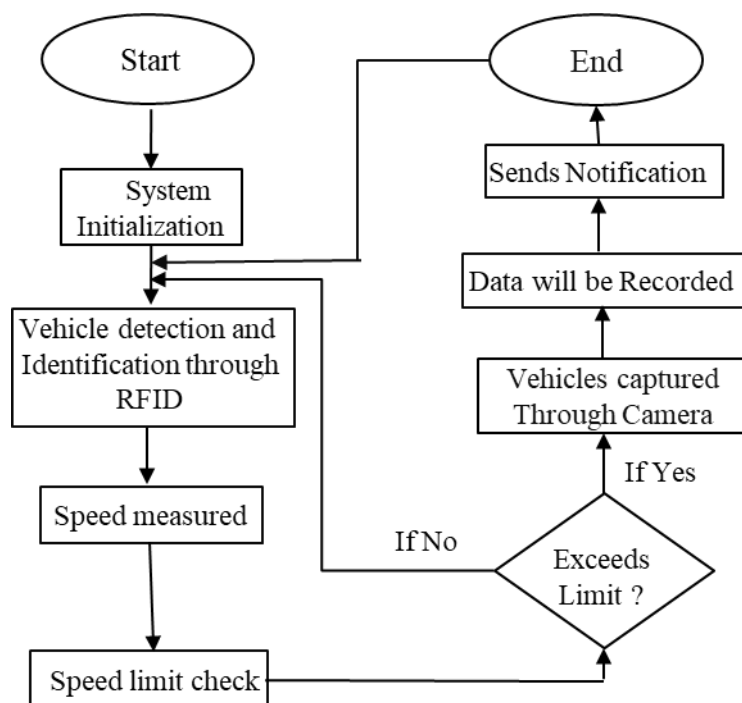 Start
System
Initialization
Vehicle detection and
Identification through
RFID
Speed measured
Speed limit check
Exceeds
Limit ?
If No
If Yes
Vehicles captured
Through Camera
Data will be Recorded
Sends Notification
End